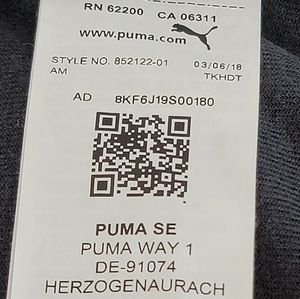 RN 62200 CA 06311
www.puma.com
STYLE NO. 852122-01 03/06/18
AM TKHDT
AD 8KF6J19S00180
PUMA SE
PUMA WAY 1
DE-91074
HERZOGENAURACH